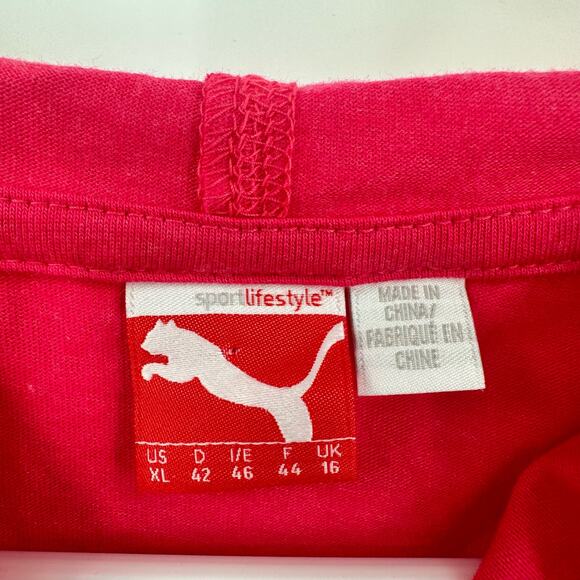 sportlifestyle™
US D I/E F UK
XL 42 46 44 16
MADE IN
CHINA/
FABRIQUÉ EN
CHINE